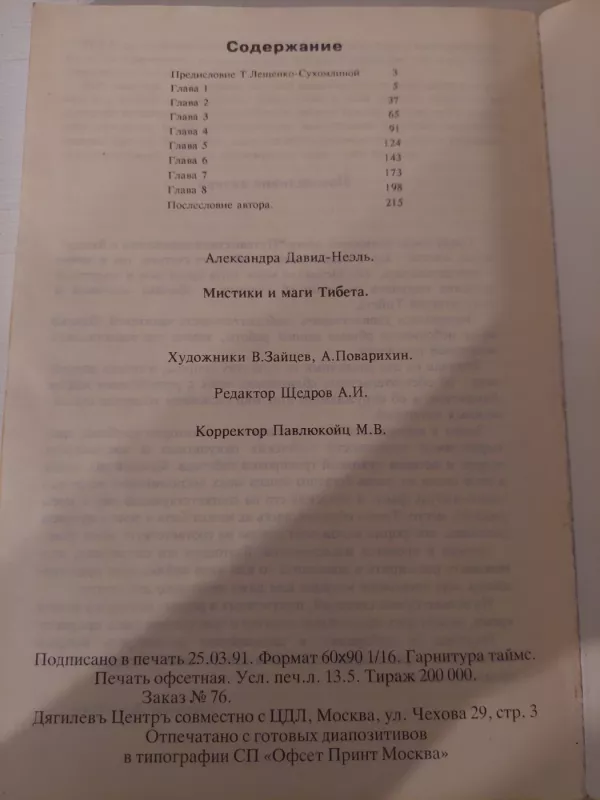 Содержание
Предисловие Т.Лещенко-Сухомлиной 3
Глава 1 5
Глава 2 37
Глава 3 65
Глава 4 91
Глава 5 124
Глава 6 143
Глава 7 173
Глава 8 198
Послесловие автора. 215
Александра Давид-Неэль.
Мистики и маги Тибета.
Художники В.Зайцев, А.Поварихин.
Редактор Щедров А.И.
Корректор Павлюкойц М.В.
Подписано в печать 25.03.91. Формат 60х90 1/16. Гарнитура таймс.
Печать офсетная. Усл. печ.л. 13.5. Тираж 200 000.
Заказ № 76.
Дягилевъ Центръ совместно с ЦДЛ, Москва, ул. Чехова 29, стр. 3
Отпечатано с готовых диапозитивов
в типографии СП «Офсет Принт Москва»